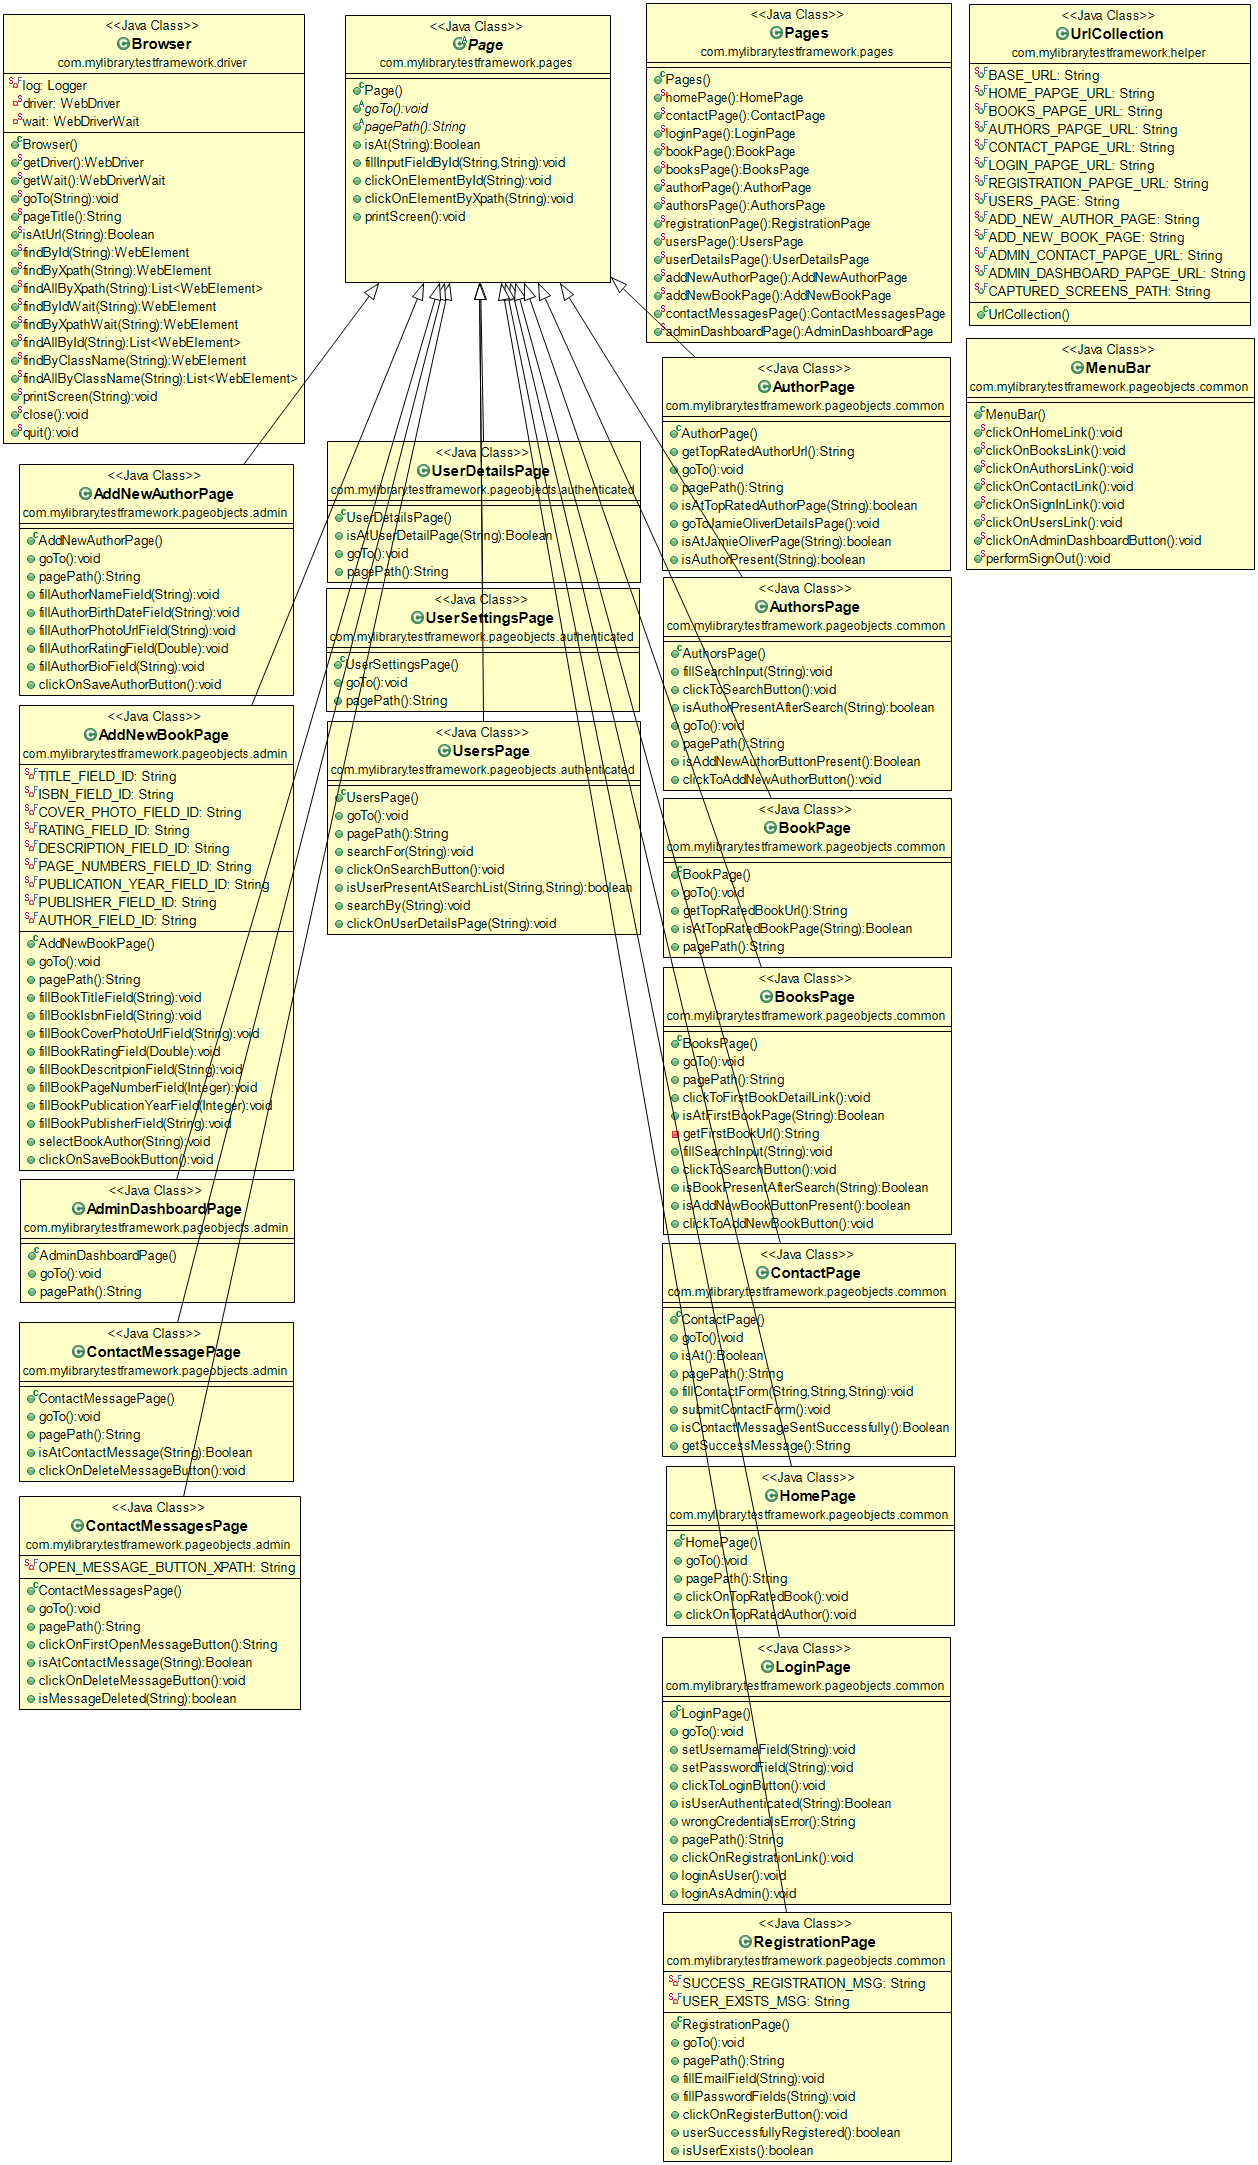 <<Java Class>>
Browser
com.mylibrary.testframework.driver
log: Logger
driver: WebDriver
wait: WebDriverWait
Browser()
getDriver():WebDriver
getWait():WebDriverWait
goTo(String):void
pageTitle():String
isAtUrl(String):Boolean
findById(String):WebElement
findByXpath(String):WebElement
findAllByXpath(String):List<WebElement>
findByIdWait(String):WebElement
findByXpathWait(String):WebElement
findAllById(String):List<WebElement>
findByClassName(String):WebElement
findAllByClassName(String):List<WebElement>
printScreen(String):void
close():void
quit():void
<<Java Class>>
Page
com.mylibrary.testframework.pages
Page()
goTo():void
pagePath():String
isAt(String):Boolean
fillInputFieldById(String,String):void
clickOnElementById(String):void
clickOnElementByXpath(String):void
printScreen():void
<<Java Class>>
Pages
com.mylibrary.testframework.pages
Pages()
homePage():HomePage
contactPage():ContactPage
loginPage():LoginPage
bookPage():BookPage
booksPage():BooksPage
authorPage():AuthorPage
authorsPage():AuthorsPage
registrationPage():RegistrationPage
usersPage():UsersPage
userDetailsPage():UserDetailsPage
addNewAuthorPage():AddNewAuthorPage
addNewBookPage():AddNewBookPage
contactMessagesPage():ContactMessagesPage
adminDashboardPage():AdminDashboardPage
<<Java Class>>
UrlCollection
com.mylibrary.testframework.helper
BASE_URL: String
HOME_PAPGE_URL: String
BOOKS_PAPGE_URL: String
AUTHORS_PAPGE_URL: String
CONTACT_PAPGE_URL: String
LOGIN_PAPGE_URL: String
REGISTRATION_PAPGE_URL: String
USERS_PAGE: String
ADD_NEW_AUTHOR_PAGE: String
ADD_NEW_BOOK_PAGE: String
ADMIN_CONTACT_PAPGE_URL: String
ADMIN_DASHBOARD_PAPGE_URL: String
CAPTURED_SCREENS_PATH: String
UrlCollection()
<<Java Class>>
MenuBar
com.mylibrary.testframework.pageobjects.common
MenuBar()
clickOnHomeLink():void
clickOnBooksLink():void
clickOnAuthorsLink():void
clickOnContactLink():void
clickOnSignInLink():void
clickOnUsersLink():void
clickOnAdminDashboardButton():void
performSignOut():void
<<Java Class>>
AddNewAuthorPage
com.mylibrary.testframework.pageobjects.admin
AddNewAuthorPage()
goTo():void
pagePath():String
fillAuthorNameField(String):void
fillAuthorBirthDateField(String):void
fillAuthorPhotoUrlField(String):void
fillAuthorRatingField(Double):void
fillAuthorBioField(String):void
clickOnSaveAuthorButton():void
<<Java Class>>
AddNewBookPage
com.mylibrary.testframework.pageobjects.admin
TITLE_FIELD_ID: String
ISBN_FIELD_ID: String
COVER_PHOTO_FIELD_ID: String
RATING_FIELD_ID: String
DESCRIPTION_FIELD_ID: String
PAGE_NUMBERS_FIELD_ID: String
PUBLICATION_YEAR_FIELD_ID: String
PUBLISHER_FIELD_ID: String
AUTHOR_FIELD_ID: String
AddNewBookPage()
goTo():void
pagePath():String
fillBookTitleField(String):void
fillBookIsbnField(String):void
fillBookCoverPhotoUrlField(String):void
fillBookRatingField(Double):void
fillBookDescritpionField(String):void
fillBookPageNumberField(Integer):void
fillBookPublicationYearField(Integer):void
fillBookPublisherField(String):void
selectBookAuthor(String):void
clickOnSaveBookButton():void
<<Java Class>>
AdminDashboardPage
com.mylibrary.testframework.pageobjects.admin
AdminDashboardPage()
goTo():void
pagePath():String
<<Java Class>>
ContactMessagePage
com.mylibrary.testframework.pageobjects.admin
ContactMessagePage()
goTo():void
pagePath():String
isAtContactMessage(String):Boolean
clickOnDeleteMessageButton():void
<<Java Class>>
ContactMessagesPage
com.mylibrary.testframework.pageobjects.admin
OPEN_MESSAGE_BUTTON_XPATH: String
ContactMessagesPage()
goTo():void
pagePath():String
clickOnFirstOpenMessageButton():String
isAtContactMessage(String):Boolean
clickOnDeleteMessageButton():void
isMessageDeleted(String):boolean
<<Java Class>>
UserDetailsPage
com.mylibrary.testframework.pageobjects.authenticated
UserDetailsPage()
isAtUserDetailPage(String):Boolean
goTo():void
pagePath():String
<<Java Class>>
UserSettingsPage
com.mylibrary.testframework.pageobjects.authenticated
UserSettingsPage()
goTo():void
pagePath():String
<<Java Class>>
UsersPage
com.mylibrary.testframework.pageobjects.authenticated
UsersPage()
goTo():void
pagePath():String
searchFor(String):void
clickOnSearchButton():void
isUserPresentAtSearchList(String,String):boolean
searchBy(String):void
clickOnUserDetailsPage(String):void
<<Java Class>>
AuthorPage
com.mylibrary.testframework.pageobjects.common
AuthorPage()
getTopRatedAuthorUrl():String
goTo():void
pagePath():String
isAtTopRatedAuthorPage(String):boolean
goToJamieOliverDetailsPage():void
isAtJamieOliverPage(String):boolean
isAuthorPresent(String):boolean
<<Java Class>>
AuthorsPage
com.mylibrary.testframework.pageobjects.common
AuthorsPage()
fillSearchInput(String):void
clickToSearchButton():void
isAuthorPresentAfterSearch(String):boolean
goTo():void
pagePath():String
isAddNewAuthorButtonPresent():Boolean
clickToAddNewAuthorButton():void
<<Java Class>>
BookPage
com.mylibrary.testframework.pageobjects.common
BookPage()
goTo():void
getTopRatedBookUrl():String
isAtTopRatedBookPage(String):Boolean
pagePath():String
<<Java Class>>
BooksPage
com.mylibrary.testframework.pageobjects.common
BooksPage()
goTo():void
pagePath():String
clickToFirstBookDetailLink():void
isAtFirstBookPage(String):Boolean
getFirstBookUrl():String
fillSearchInput(String):void
clickToSearchButton():void
isBookPresentAfterSearch(String):Boolean
isAddNewBookButtonPresent():boolean
clickToAddNewBookButton():void
<<Java Class>>
ContactPage
com.mylibrary.testframework.pageobjects.common
ContactPage()
goTo():void
isAt():Boolean
pagePath():String
fillContactForm(String,String,String):void
submitContactForm():void
isContactMessageSentSuccessfully():Boolean
getSuccessMessage():String
<<Java Class>>
HomePage
com.mylibrary.testframework.pageobjects.common
HomePage()
goTo():void
pagePath():String
clickOnTopRatedBook():void
clickOnTopRatedAuthor():void
<<Java Class>>
LoginPage
com.mylibrary.testframework.pageobjects.common
LoginPage()
goTo():void
setUsernameField(String):void
setPasswordField(String):void
clickToLoginButton():void
isUserAuthenticated(String):Boolean
wrongCredentialsError():String
pagePath():String
clickOnRegistrationLink():void
loginAsUser():void
loginAsAdmin():void
<<Java Class>>
RegistrationPage
com.mylibrary.testframework.pageobjects.common
SUCCESS_REGISTRATION_MSG: String
USER_EXISTS_MSG: String
RegistrationPage()
goTo():void
pagePath():String
fillEmailField(String):void
fillPasswordFields(String):void
clickOnRegisterButton():void
userSuccessfullyRegistered():boolean
isUserExists():boolean